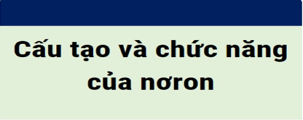 Cấu tạo và chức năng
của nơron